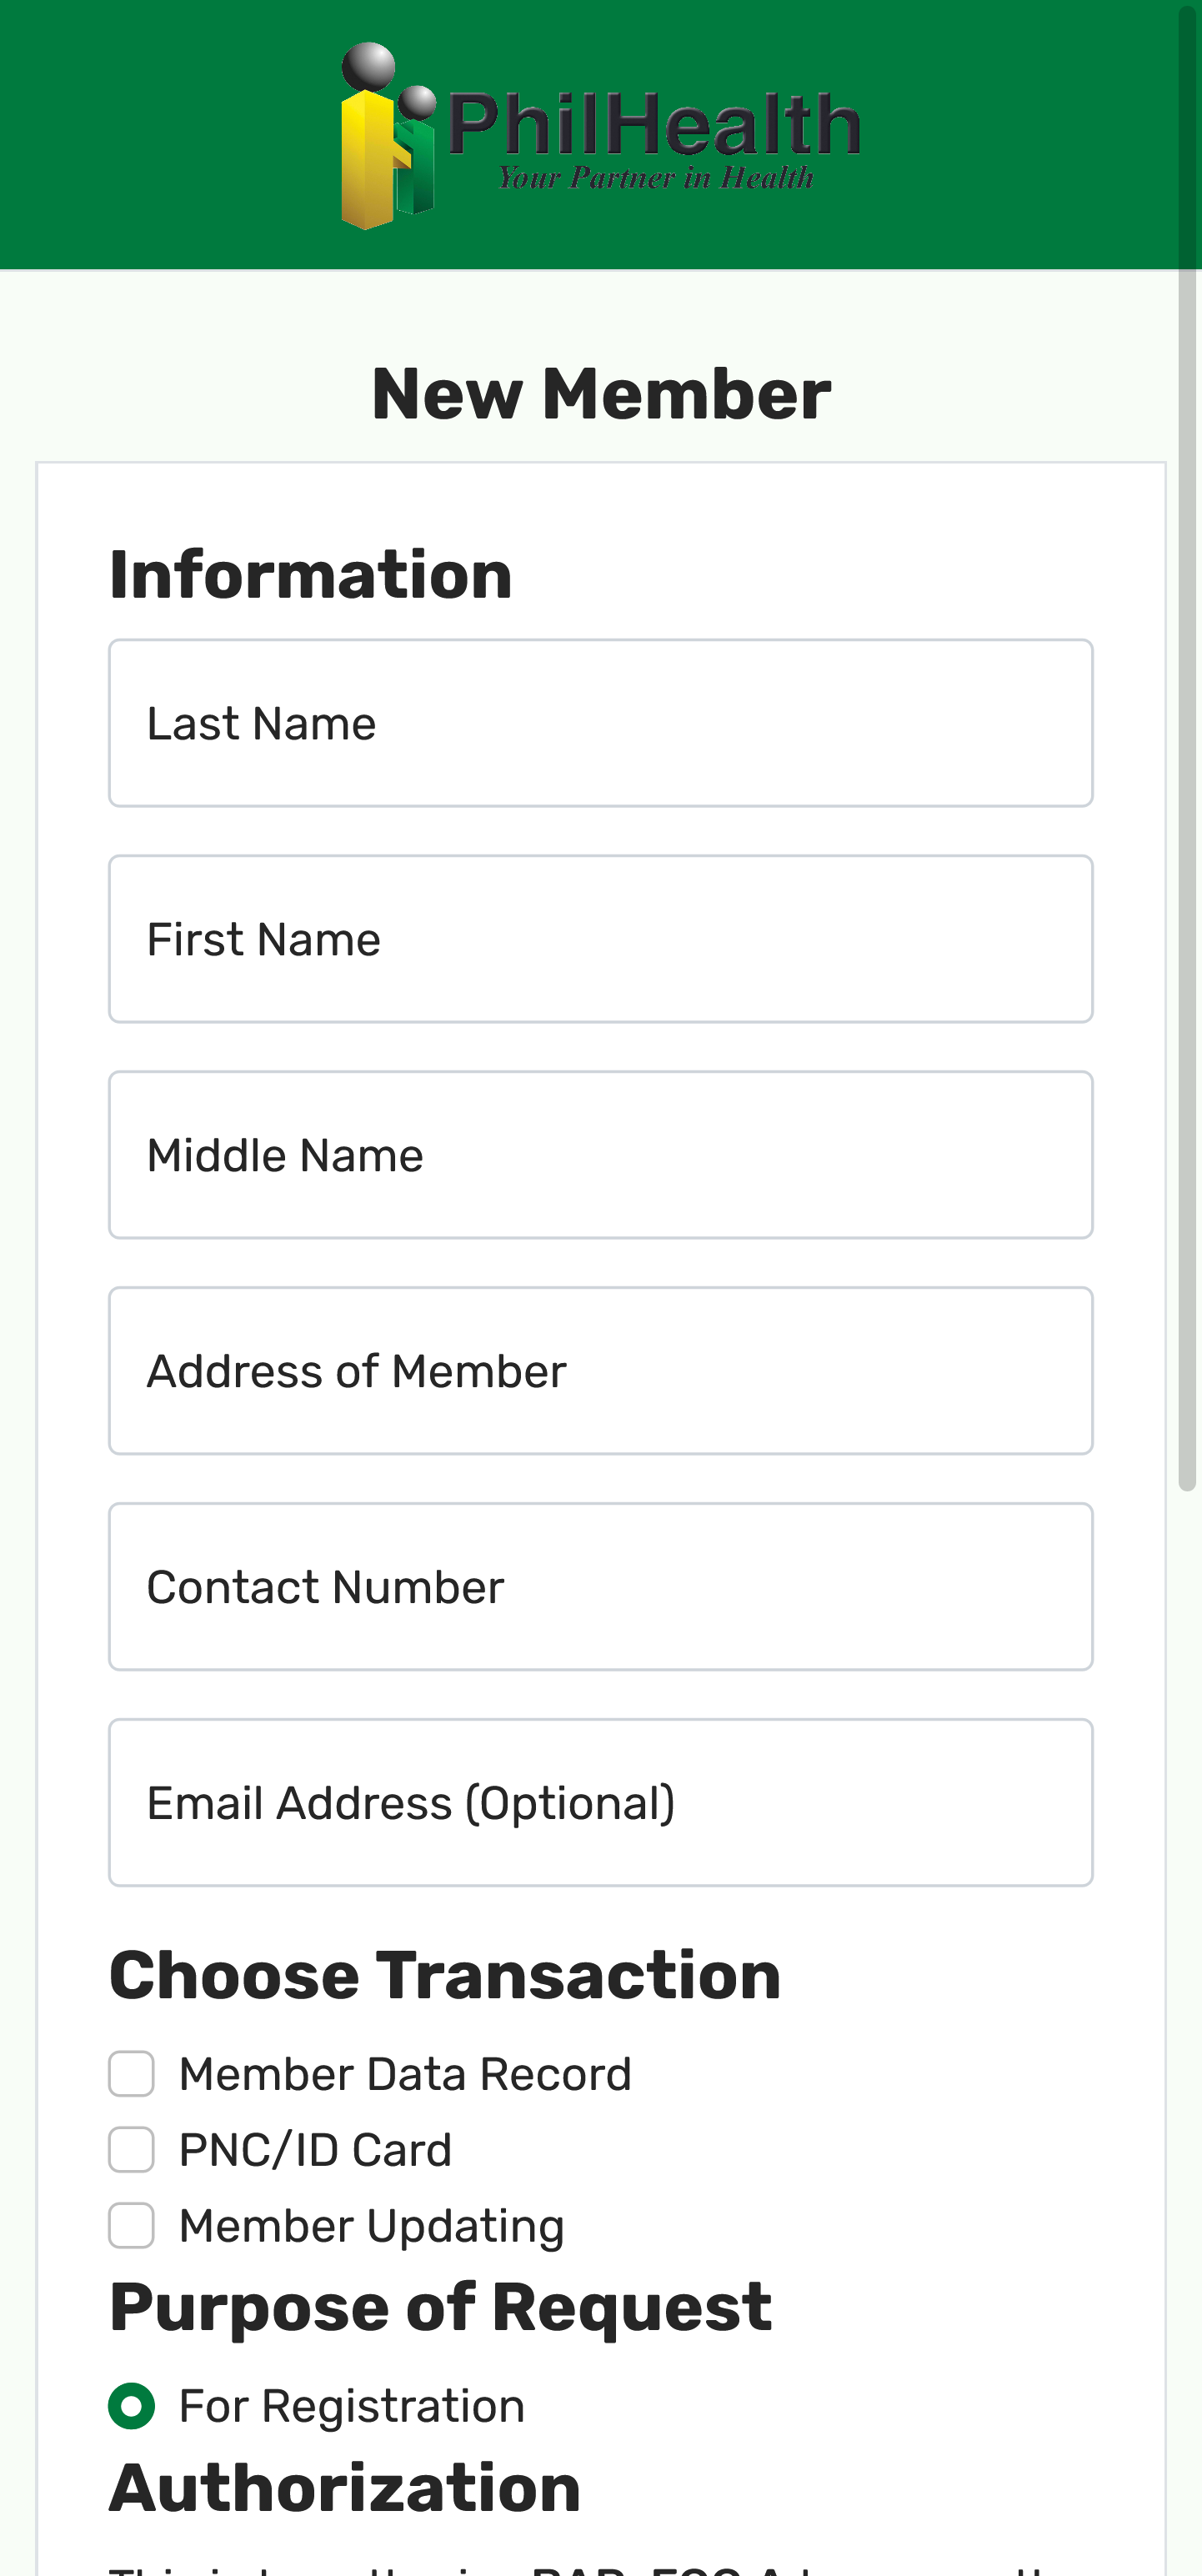 PhilHealth
Your Partner in Health
New Member
Information
Last Name
First Name
Middle Name
Address of Member
Contact Number
Email Address (Optional)
Choose Transaction
Member Data Record
PNC/ID Card
Member Updating
Purpose of Request
For Registration
Authorization